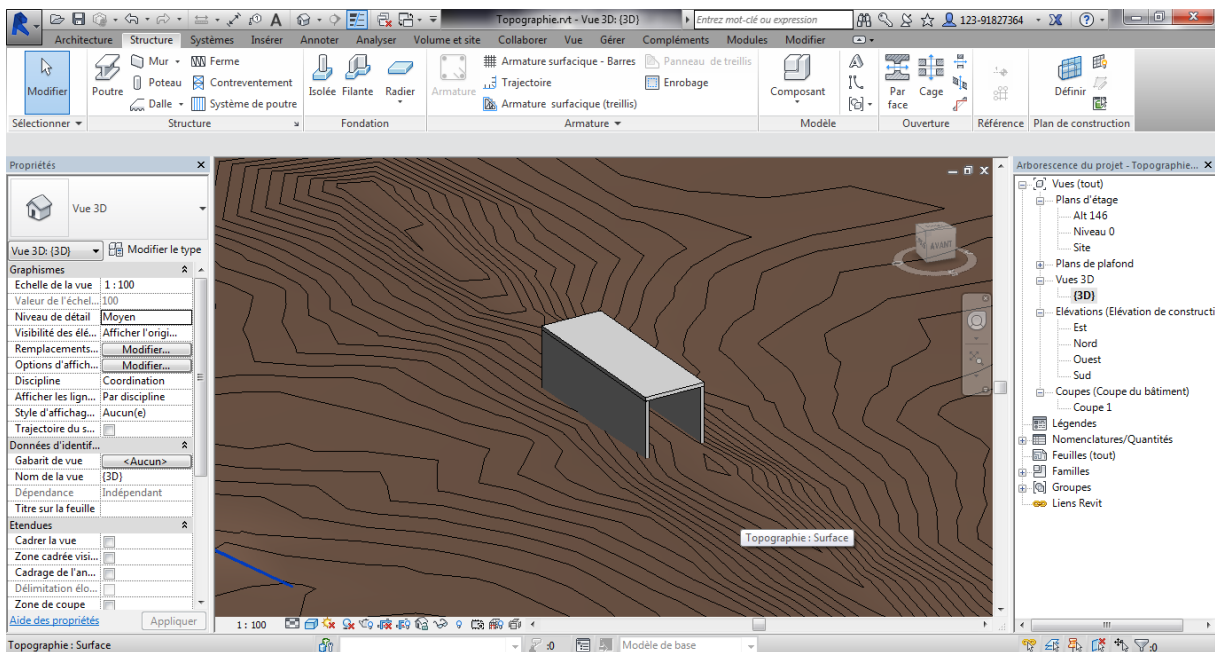 Topographie.rvt - Vue 3D: {3D}
Entrez mot-clé ou expression
123-91827364
Architecture Structure Systèmes Insérer Annoter Analyser Volume et site Collaborer Vue Gérer Compléments Modules Modifier
Modifier
Poutre
Mur
Poteau
Dalle
Ferme
Contreventement
Système de poutre
Isolée Filante Radier
Armature
Armature surfacique - Barres
Trajectoire
Armature surfacique (treillis)
Panneau de treillis
Enrobage
Composant
Par face
Cage
Définir
Sélectionner Structure Fondation Armature Modèle Ouverture Référence Plan de construction
Propriétés
Vue 3D
Vue 3D: {3D} Modifier le type
Graphismes
Echelle de la vue 1 : 100
Valeur de l'échel... 100
Niveau de détail Moyen
Visibilité des élé... Afficher l'origi...
Remplacements... Modifier...
Options d'affich... Modifier...
Discipline Coordination
Afficher les lign... Par discipline
Style d'affichag... Aucun(e)
Trajectoire du s...
Données d'identif...
Gabarit de vue <Aucun>
Nom de la vue {3D}
Dépendance Indépendant
Titre sur la feuille
Etendues
Cadrer la vue
Zone cadrée visi...
Cadrage de l'an...
Délimitation élo...
Zone de coupe
Aide des propriétés Appliquer
AVANT
Topographie : Surface
1 : 100
Arborescence du projet - Topographie...
Vues (tout)
Plans d'étage
Alt 146
Niveau 0
Site
Plans de plafond
Vues 3D
{3D}
Elévations (Elévation de constructi
Est
Nord
Ouest
Sud
Coupes (Coupe du bâtiment)
Coupe 1
Légendes
Nomenclatures/Quantités
Feuilles (tout)
Familles
Groupes
Liens Revit
Topographie : Surface
:0
Modèle de base
:0